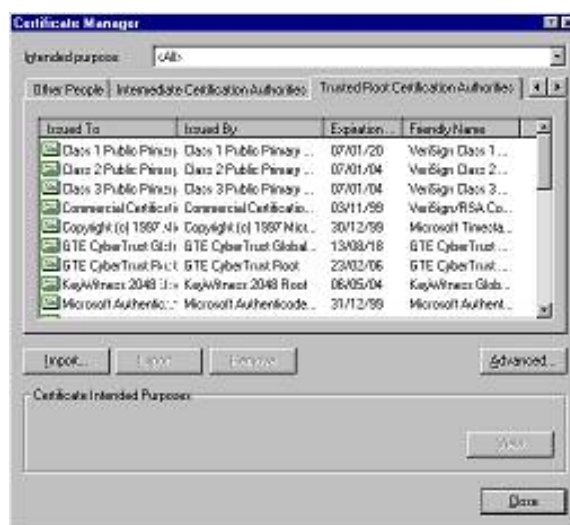 Certificate Manager
Intended purpose: <All>
Other People Intermediate Certification Authorities Trusted Root Certification Authorities
Issued To Issued By Expiration ... Friendly Name
Class 1 Public Primary Class 1 Public Primary ... 07/01/20 VeriSign Class 1 ...
Class 2 Public Primary Class 2 Public Primary ... 07/01/04 VeriSign Class 2 ...
Class 3 Public Primary Class 3 Public Primary ... 07/01/04 VeriSign Class 3 ...
Commercial Certificatio Commercial Certificatio... 03/11/99 VeriSign/RSA Co...
Copyright (c) 1997 Mi Copyright (c) 1997 Micr... 30/12/99 Microsoft Timesta...
GTE CyberTrust Glob GTE CyberTrust Global... 13/08/18 GTE CyberTrust ...
GTE CyberTrust Root GTE CyberTrust Root 23/02/06 GTE CyberTrust ...
KeyWitness 2048 KeyWitness 2048 Root 06/05/04 KeyWitness Glob...
Microsoft Authentic... Microsoft Authenticode... 31/12/99 Microsoft Authent...
Import... Export... Remove Advanced...
Certificate Intended Purposes
View
Close